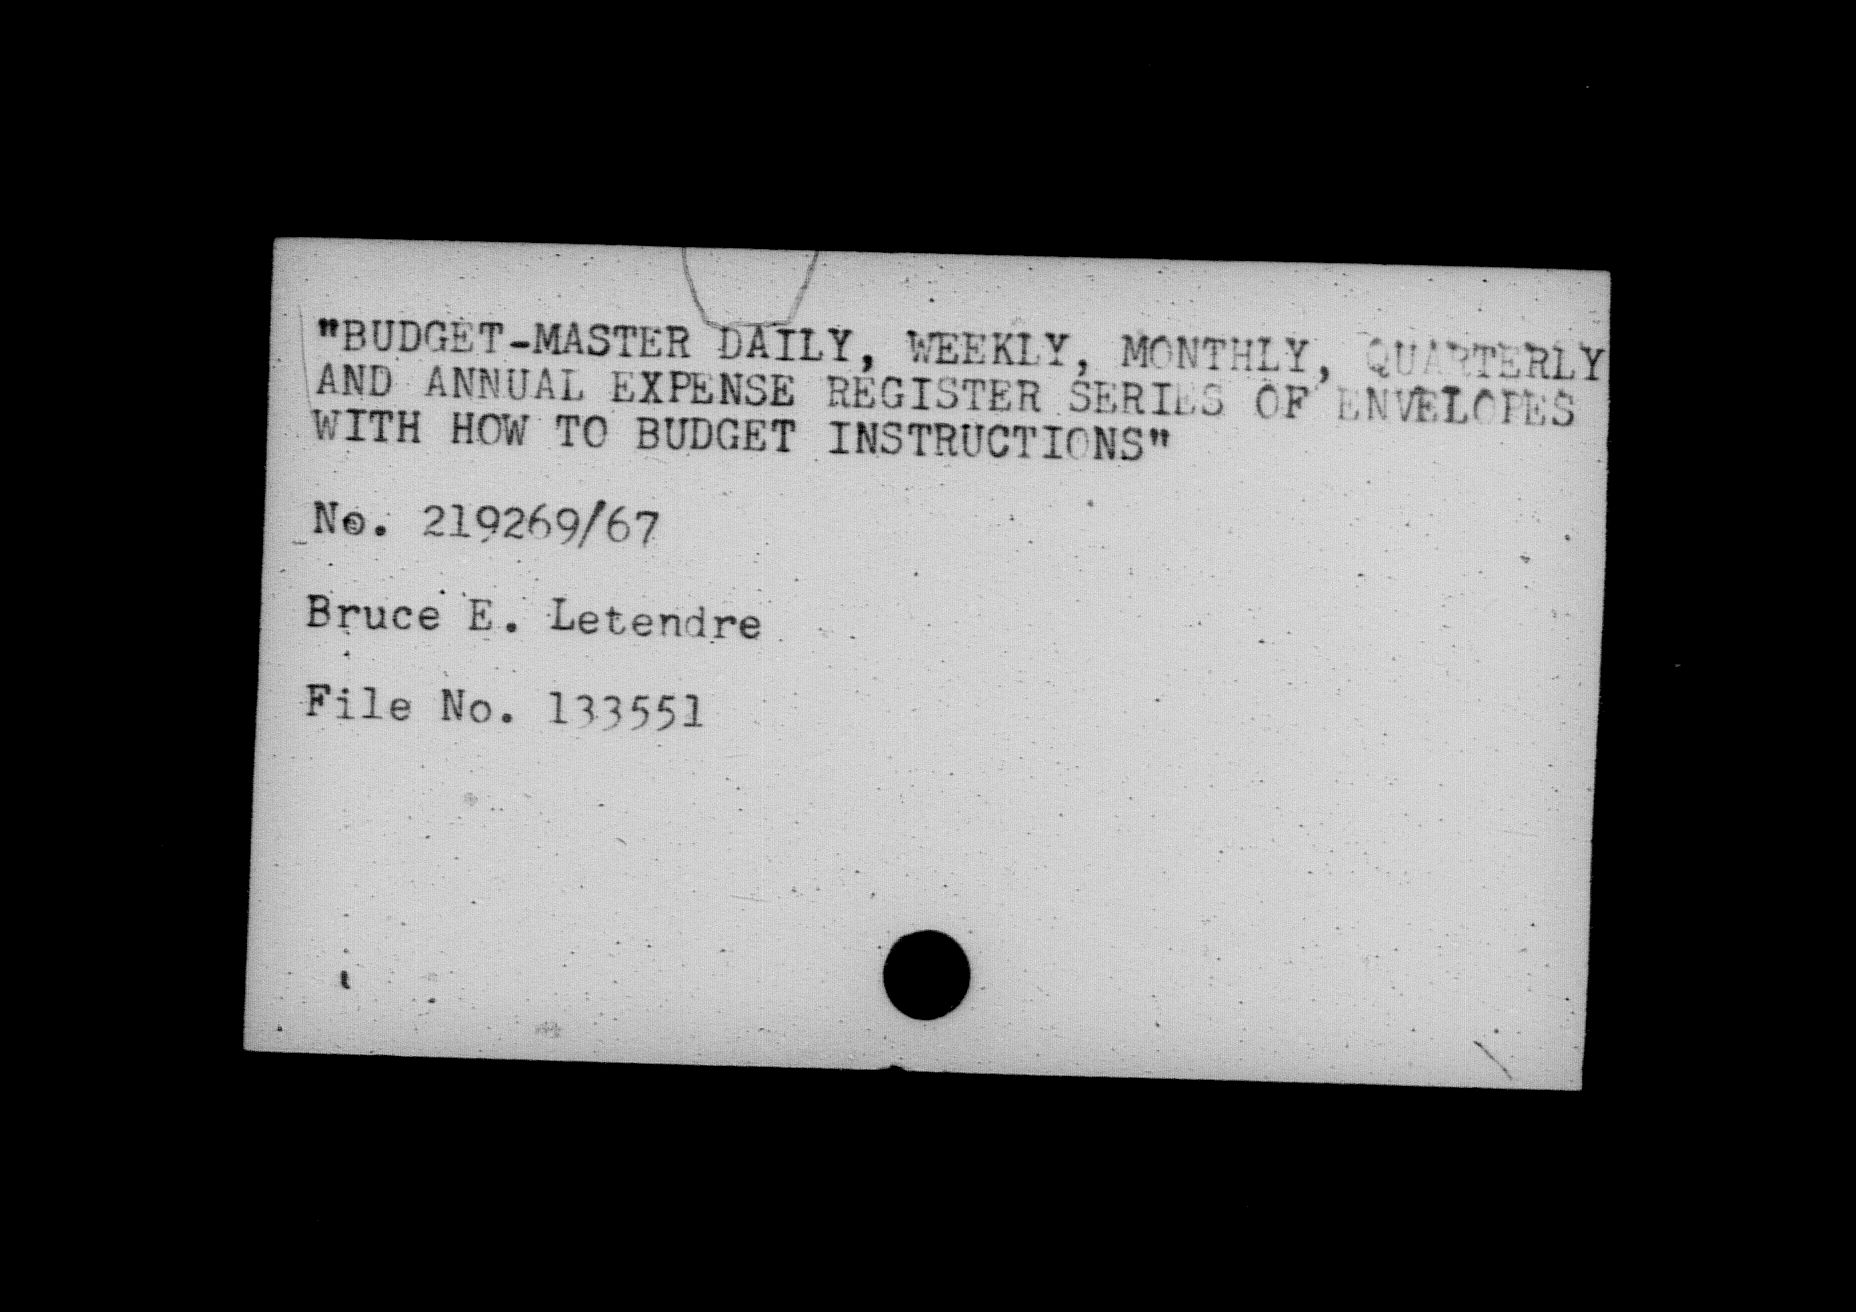 "BUDGET-MASTER DAILY, WEEKLY, MONTHLY, QUARTERLY
AND ANNUAL EXPENSE REGISTER SERIES OF ENVELOPES
WITH HOW TO BUDGET INSTRUCTIONS"
No. 219269/67
Bruce E. Letendre
File No. 133551